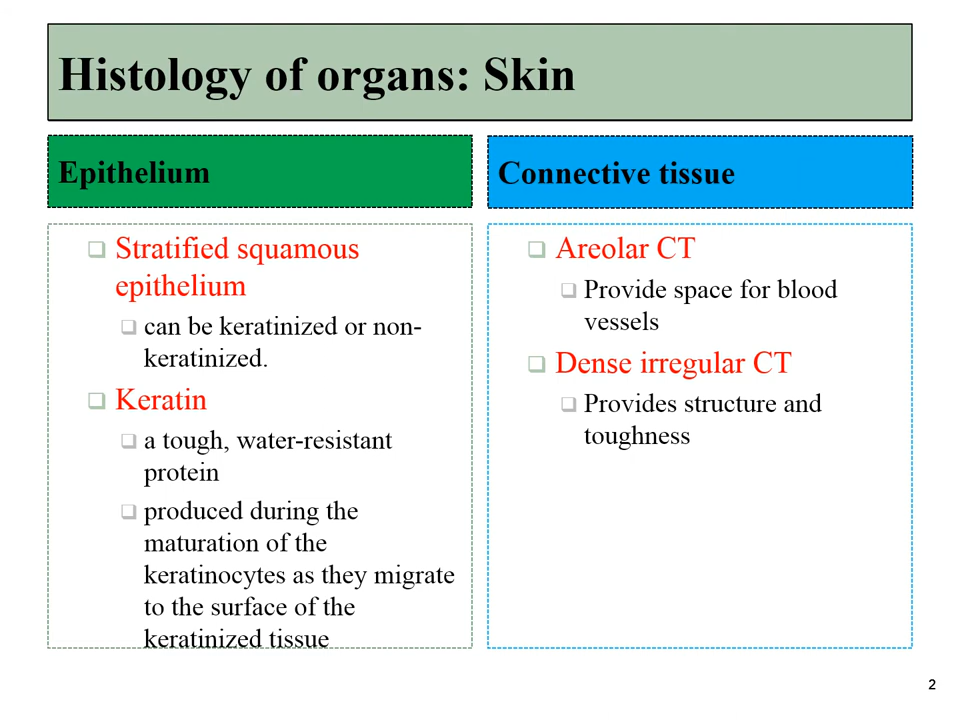 Histology of organs: Skin
Epithelium
Stratified squamous
epithelium
can be keratinized or non-
keratinized.
Keratin
a tough, water-resistant
protein
produced during the
maturation of the
keratinocytes as they migrate
to the surface of the
keratinized tissue
Connective tissue
Areolar CT
Provide space for blood
vessels
Dense irregular CT
Provides structure and
toughness
2